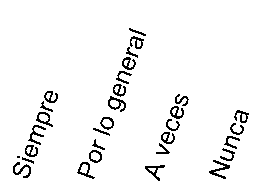 Siempre
Por lo general
A veces
Nunca